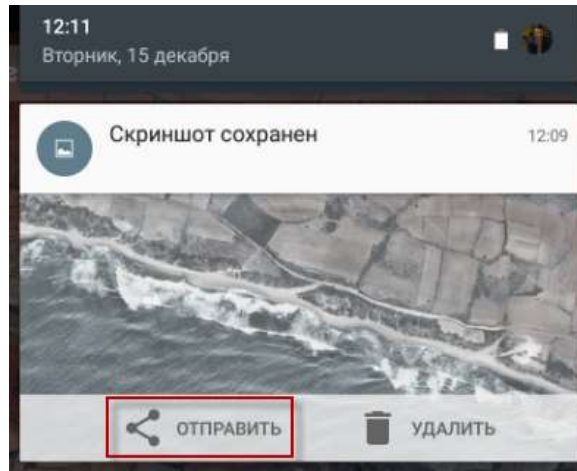 12:11
Вторник, 15 декабря
Скриншот сохранен 12:09
ОТПРАВИТЬ УДАЛИТЬ